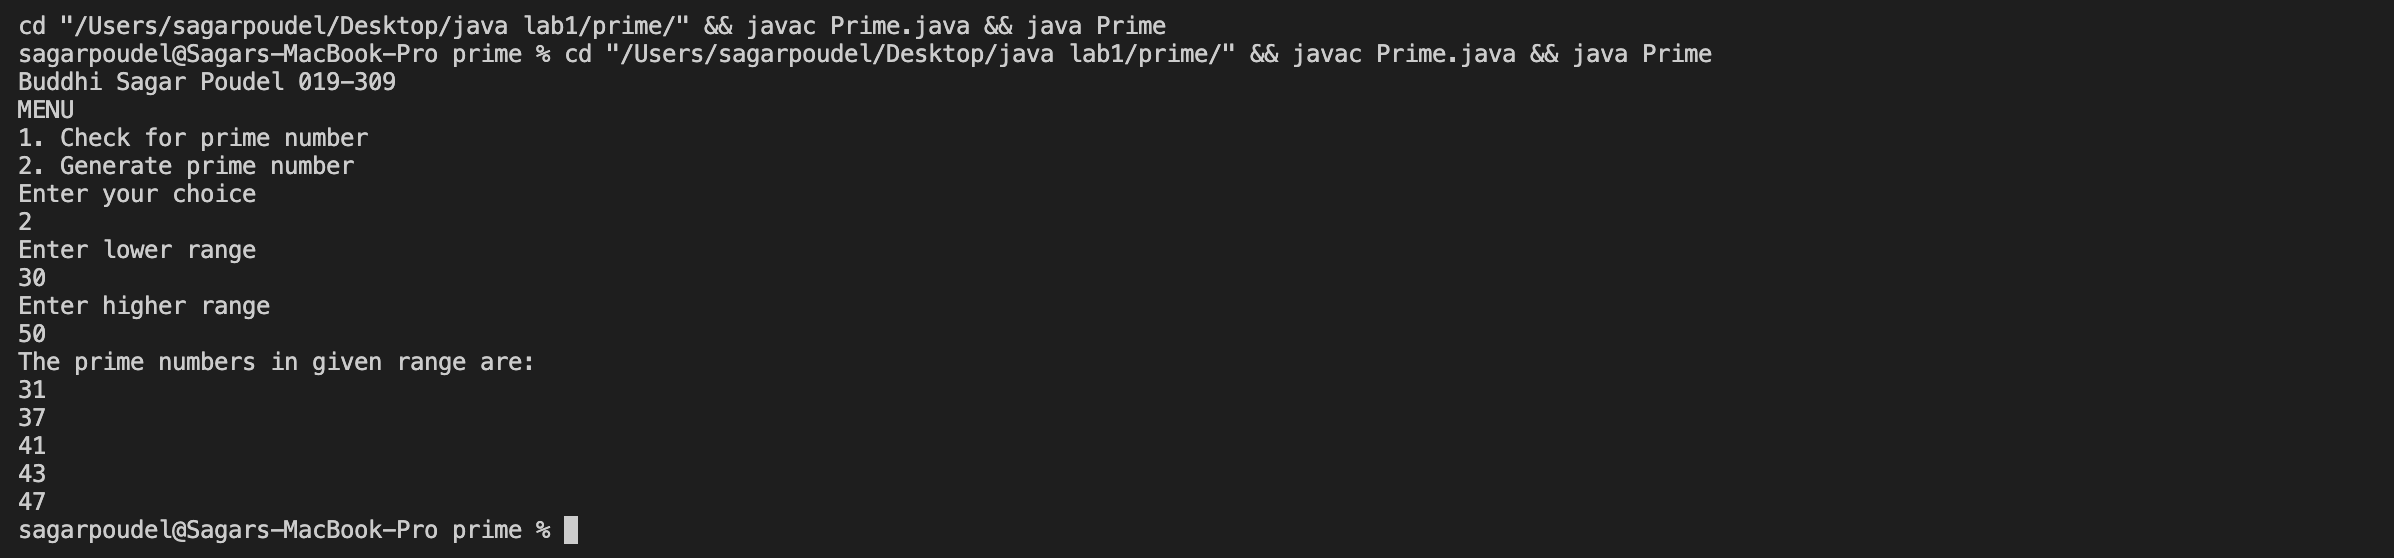 cd "/Users/sagarpoudel/Desktop/java lab1/prime/" && javac Prime.java && java Prime
sagarpoudel@Sagars-MacBook-Pro prime % cd "/Users/sagarpoudel/Desktop/java lab1/prime/" && javac Prime.java && java Prime
Buddhi Sagar Poudel 019-309
MENU
1. Check for prime number
2. Generate prime number
Enter your choice
2
Enter lower range
30
Enter higher range
50
The prime numbers in given range are:
31
37
41
43
47
sagarpoudel@Sagars-MacBook-Pro prime %